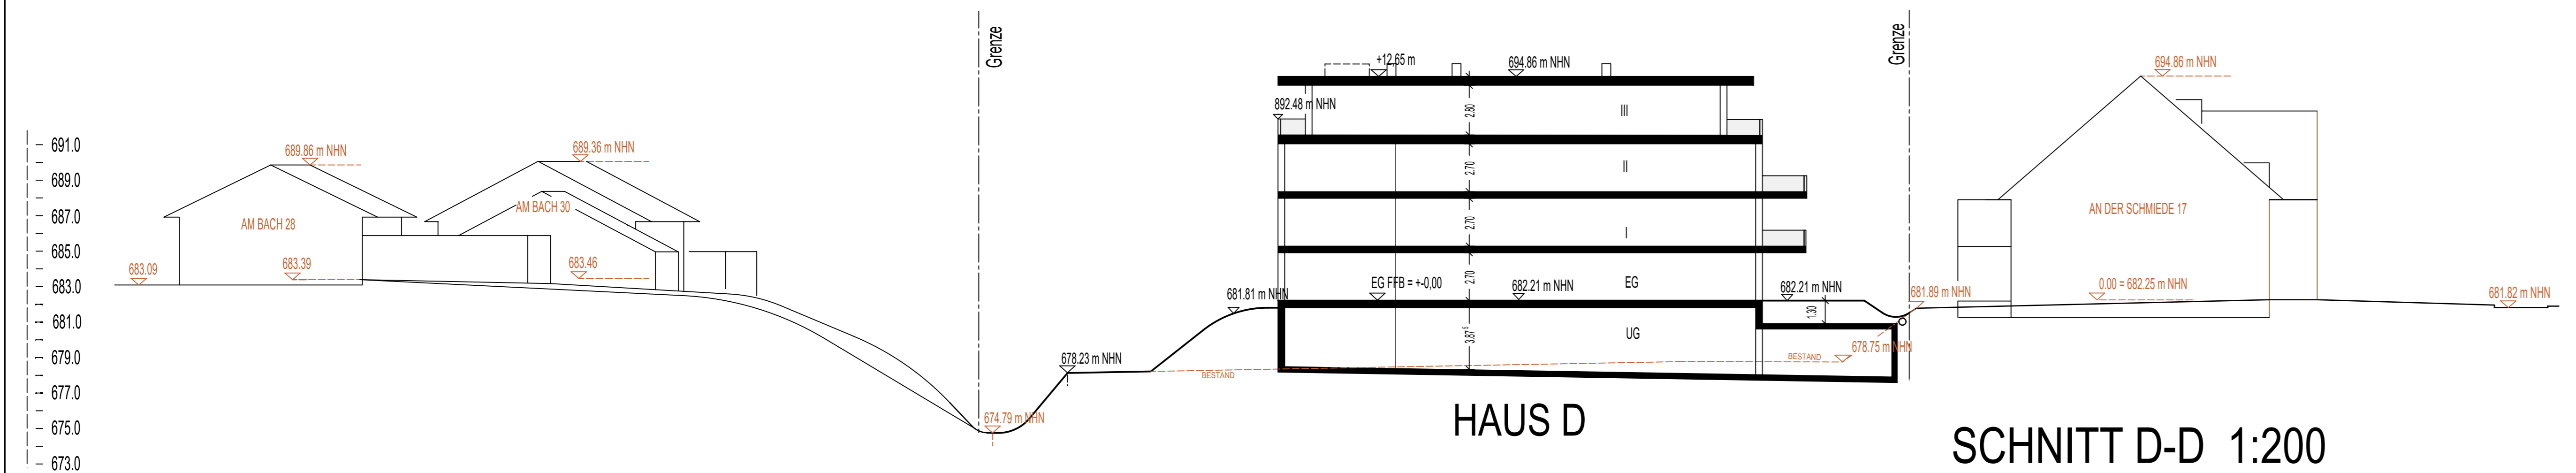 Grenze
Grenze
+12.65 m
694.86 m NHN
694.86 m NHN
892.48 m NHN
2.80
III
691.0
689.0
687.0
685.0
683.0
681.0
679.0
677.0
675.0
673.0
689.86 m NHN
689.36 m NHN
AM BACH 28
AM BACH 30
683.09
683.39
683.46
2.70
II
2.70
I
2.70
EG FFB = +-0,00
682.21 m NHN
EG
682.21 m NHN
681.81 m NHN
1.30
3.87⁵
UG
AN DER SCHMIEDE 17
681.89 m NHN
0.00 = 682.25 m NHN
681.82 m NHN
678.23 m NHN
BESTAND
BESTAND
678.75 m NHN
674.79 m NHN
HAUS D
SCHNITT D-D 1:200